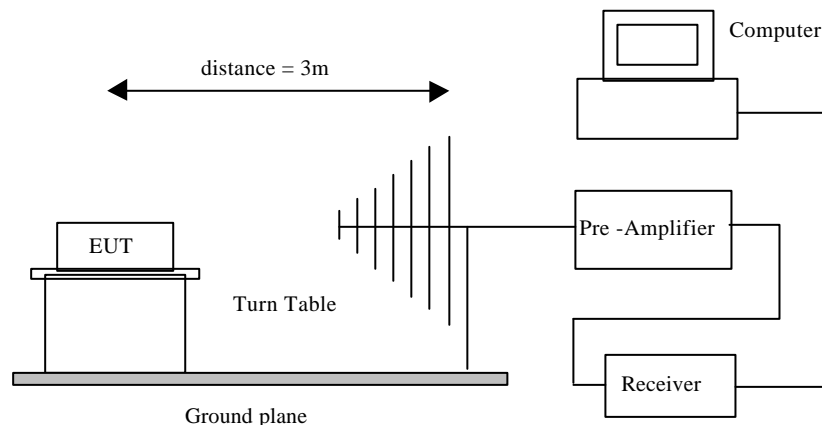 Computer
distance = 3m
EUT
Pre -Amplifier
Turn Table
Receiver
Ground plane